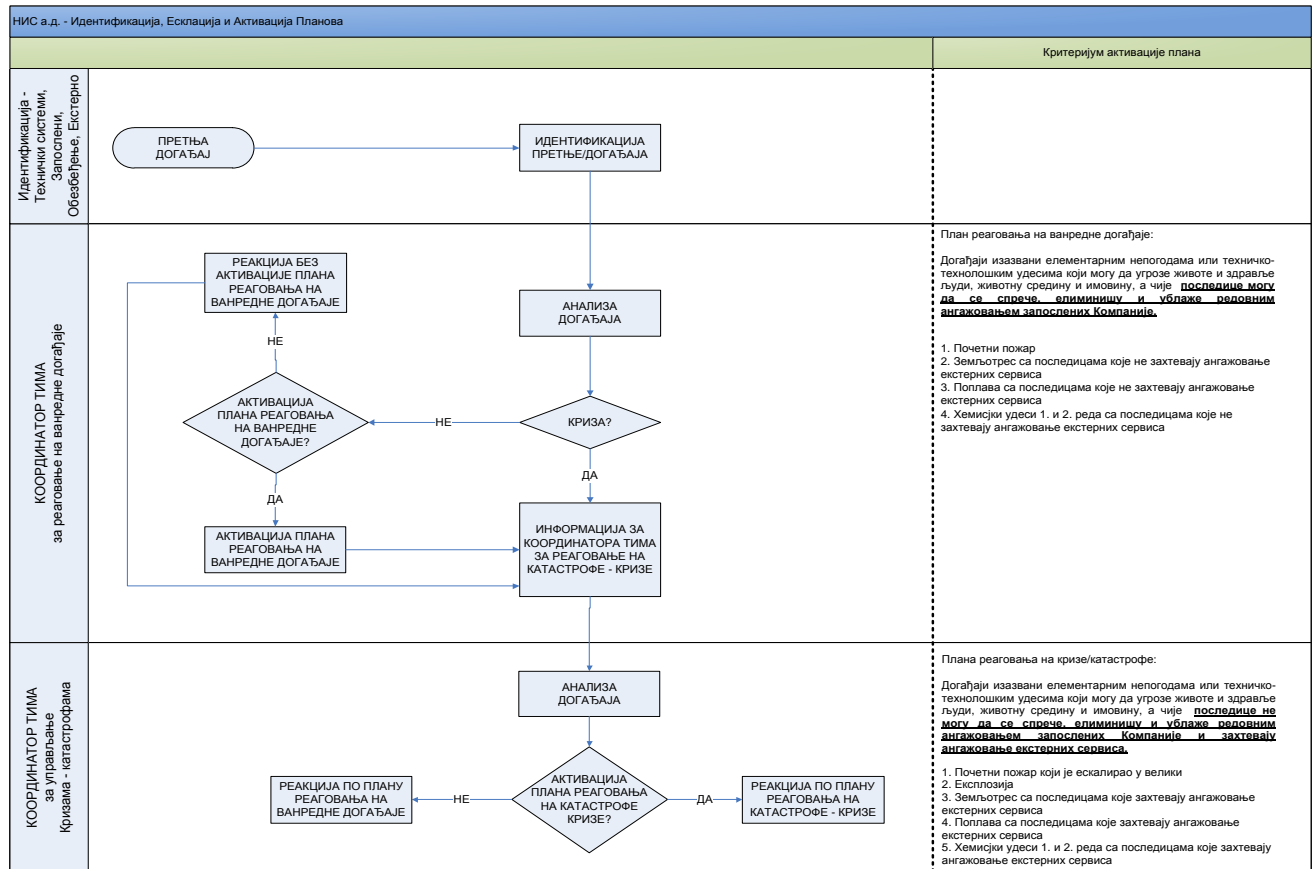 НИС а.д. - Идентификација, Есклација и Активација Планова
Критеријум активације плана
Идентификација -
Технички системи,
Запослени,
Обезбеђење, Екстерно
ПРЕТЊА
ДОГАЂАЈ
ИДЕНТИФИКАЦИЈА
ПРЕТЊЕ/ДОГАЂАЈА
КООРДИНАТОР ТИМА
за реаговање на ванредне догађаје
РЕАКЦИЈА БЕЗ
АКТИВАЦИЈЕ ПЛАНА
РЕАГОВАЊА НА
ВАНРЕДНЕ ДОГАЂАЈЕ
АНАЛИЗА
ДОГАЂАЈА
НЕ
АКТИВАЦИЈА
ПЛАНА РЕАГОВАЊА
НА ВАНРЕДНЕ
ДОГАЂАЈЕ?
НЕ
КРИЗА?
ДА
ДА
АКТИВАЦИЈА ПЛАНА
РЕАГОВАЊА НА
ВАНРЕДНЕ ДОГАЂАЈЕ
ИНФОРМАЦИЈА ЗА
КООРДИНАТОРА ТИМА
ЗА РЕАГОВАЊЕ НА
КАТАСТРОФЕ - КРИЗЕ
План реаговања на ванредне догађаје:
Догађаји изазвани елементарним непогодама или техничко-
технолошким удесима који могу да угрозе животе и здравље
људи, животну средину и имовину, а чије последице могу
да се спрече, елиминишу и ублаже редовним
ангажовањем запослених Компаније.
1. Почетни пожар
2. Земљотрес са последицама које не захтевају ангажовање
екстерних сервиса
3. Поплава са последицама које не захтевају ангажовање
екстерних сервиса
4. Хемисјки удеси 1. и 2. реда са последицама које не
захтевају ангажовање екстерних сервиса
КООРДИНАТОР ТИМА
за управљање
Кризама - катастрофама
АНАЛИЗА
ДОГАЂАЈА
РЕАКЦИЈА ПО ПЛАНУ
РЕАГОВАЊА НА
ВАНРЕДНЕ ДОГАЂАЈЕ
НЕ
АКТИВАЦИЈА
ПЛАНА РЕАГОВАЊА
НА КАТАСТРОФЕ
КРИЗЕ?
ДА
РЕАКЦИЈА ПО ПЛАНУ
РЕАГОВАЊА НА
КАТАСТРОФЕ - КРИЗЕ
Плана реаговања на кризе/катастрофе:
Догађаји изазвани елементарним непогодама или техничко-
технолошким удесима који могу да угрозе животе и здравље
људи, животну средину и имовину, а чије последице не
могу да се спрече, елиминишу и ублаже редовним
ангажовањем запослених Компаније и захтевају
ангажовање екстерних сервиса.
1. Почетни пожар који је ескалирао у велики
2. Експлозија
3. Земљотрес са последицама које захтевају ангажовање
екстерних сервиса
4. Поплава са последицама које захтевају ангажовање
екстерних сервиса
5. Хемисјки удеси 1. и 2. реда са последицама које захтевају
ангажовање екстерних сервиса